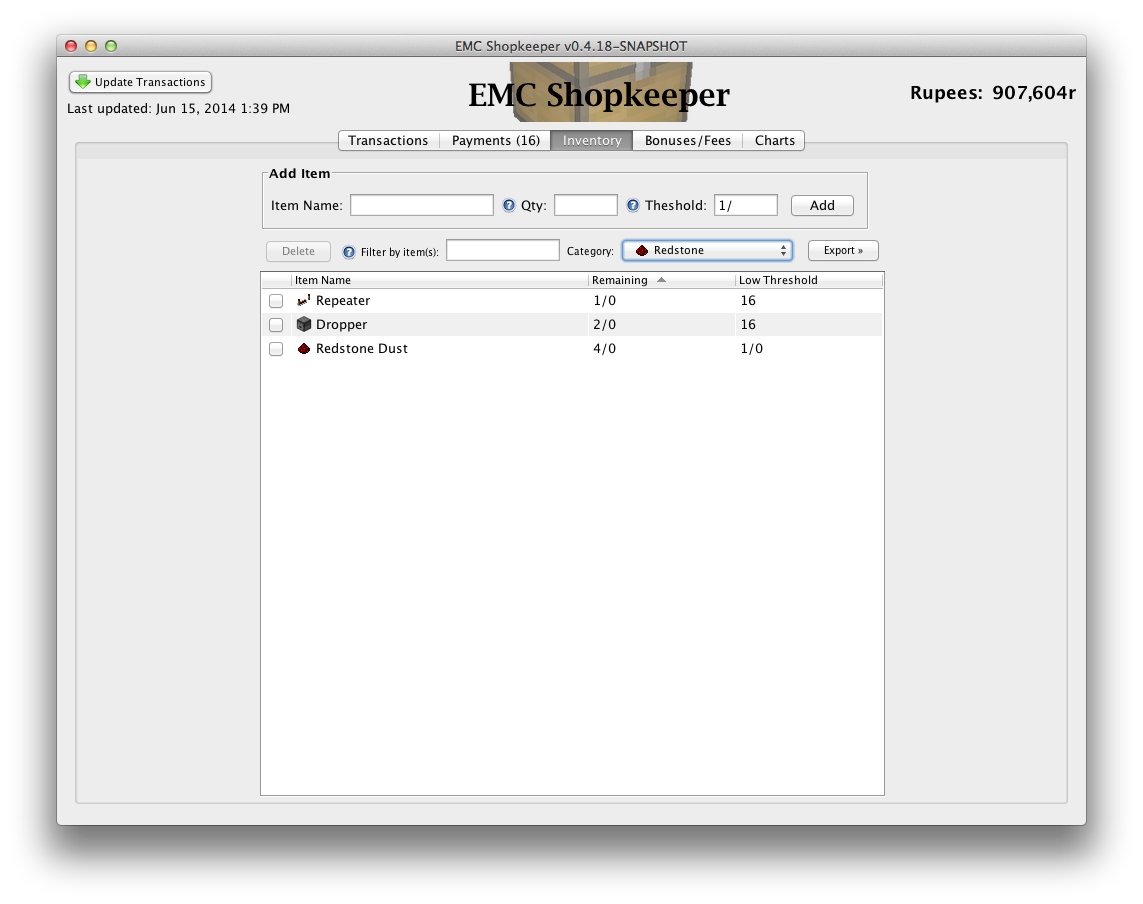 EMC Shopkeeper v0.4.18-SNAPSHOT
Update Transactions
Last updated: Jun 15, 2014 1:39 PM
EMC Shopkeeper
Rupees: 907,604r
Transactions Payments (16) Inventory Bonuses/Fees Charts
Add Item
Item Name: Qty: Theshold: 1/ Add
Delete Filter by item(s): Category: Redstone Export »
Item Name Remaining Low Threshold
Repeater 1/0 16
Dropper 2/0 16
Redstone Dust 4/0 1/0